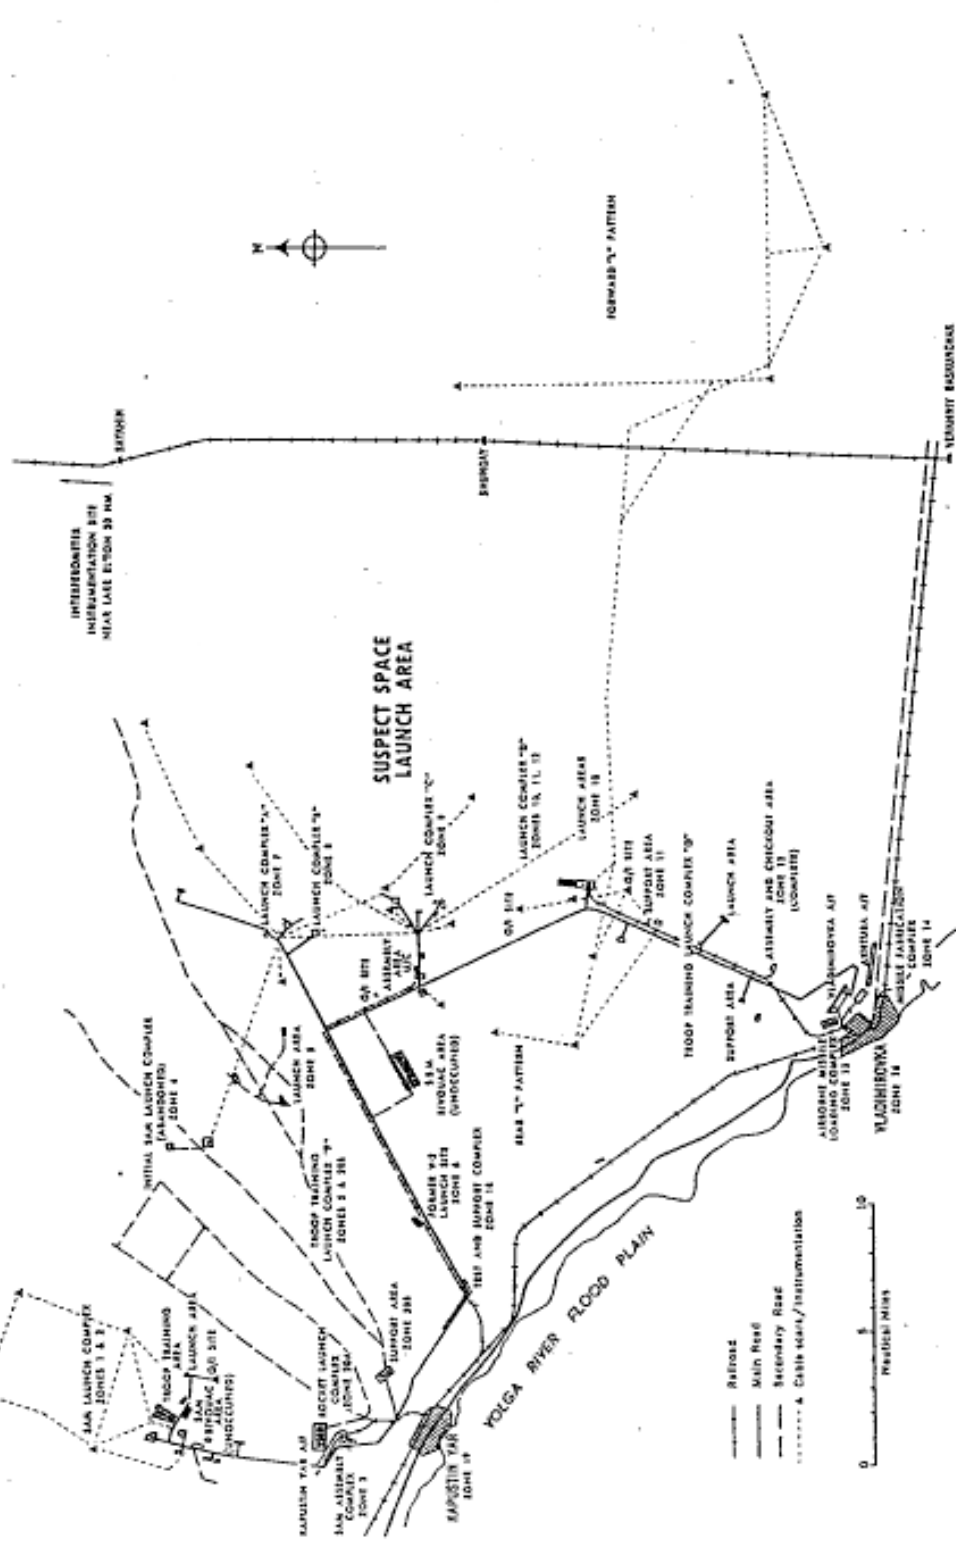 INTERFEROMETER
INSTRUMENTATION SITE
NEAR LAKE ELTON 30 NM.
SAYKHIN
N
SHUNGAY
VERKHNIY BASKUNCHAK
FORWARD "L" PATTERN
SUSPECT SPACE
LAUNCH AREA
LAUNCH COMPLEX "A"
ZONE 7
LAUNCH COMPLEX "B"
ZONE 8
LAUNCH COMPLEX "C"
ZONE 9
LAUNCH COMPLEX "D"
ZONES 10, 11, 12
LAUNCH AREAS
ZONE 10
O/I SITE
O/I SITE
SUPPORT AREA
ZONE 11
TROOP TRAINING LAUNCH COMPLEX "G"
LAUNCH AREA
ASSEMBLY AND CHECKOUT AREA
ZONE 12
(COMPLETE)
SUPPORT AREA
VLADIMIROVKA A/F
AKHTUBA A/F
MISSILE FABRICATION
COMPLEX
ZONE 14
AIRBORNE MISSILE
LOADING COMPLEX
ZONE 13
VLADIMIROVKA
ZONE 16
O/I SITE
ASSEMBLY
AREA
SSM
BIVOUAC AREA
(UNOCCUPIED)
REAR "L" PATTERN
INITIAL SAM LAUNCH COMPLEX
(ABANDONED)
ZONE 4
LAUNCH AREA
ZONE 5
TROOP TRAINING
LAUNCH COMPLEX "F"
ZONES 5 & 20B
FORMER V-2
LAUNCH SITE
ZONE 6
TEST AND SUPPORT COMPLEX
ZONE 15
SAM LAUNCH COMPLEX
ZONES 1 & 2
TROOP TRAINING
AREA
LAUNCH AREA
O/I SITE
SAM
BIVOUAC
AREA
(UNOCCUPIED)
KAPUSTIN YAR A/F
ROCKET LAUNCH
COMPLEX
ZONE 20A
SUPPORT AREA
ZONE 20B
SAM ASSEMBLY
COMPLEX
ZONE 3
KAPUSTIN YAR
ZONE 19
VOLGA RIVER FLOOD PLAIN
Railroad
Main Road
Secondary Road
Cable scars/instrumentation
0 5 10
Nautical Miles